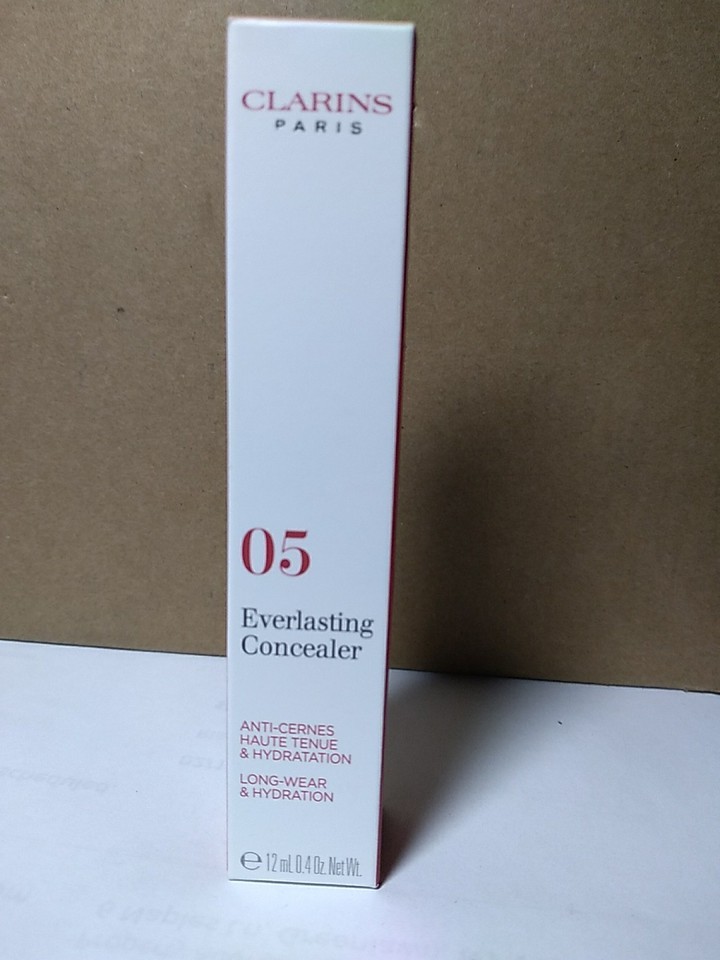 CLARINS
PARIS
05
Everlasting
Concealer
ANTI-CERNES
HAUTE TENUE
& HYDRATATION
LONG-WEAR
& HYDRATION
℮ 12 mL 0.4 Oz. Net Wt.